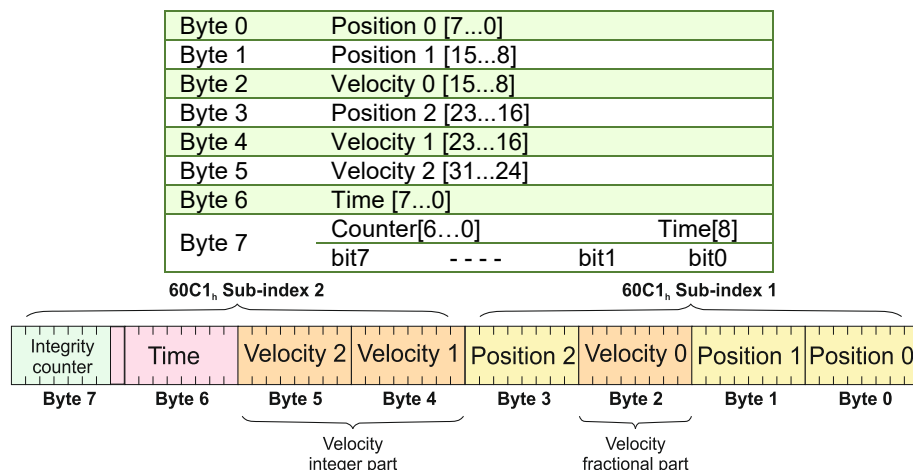 Byte 0 Position 0 [7...0]
Byte 1 Position 1 [15...8]
Byte 2 Velocity 0 [15...8]
Byte 3 Position 2 [23...16]
Byte 4 Velocity 1 [23...16]
Byte 5 Velocity 2 [31...24]
Byte 6 Time [7...0]
Byte 7 Counter[6…0] Time[8]
bit7 - - - - bit1 bit0
60C1h Sub-index 2 60C1h Sub-index 1
Integrity counter Time Velocity 2 Velocity 1 Position 2 Velocity 0 Position 1 Position 0
Byte 7 Byte 6 Byte 5 Byte 4 Byte 3 Byte 2 Byte 1 Byte 0
Velocity Velocity
integer part fractional part